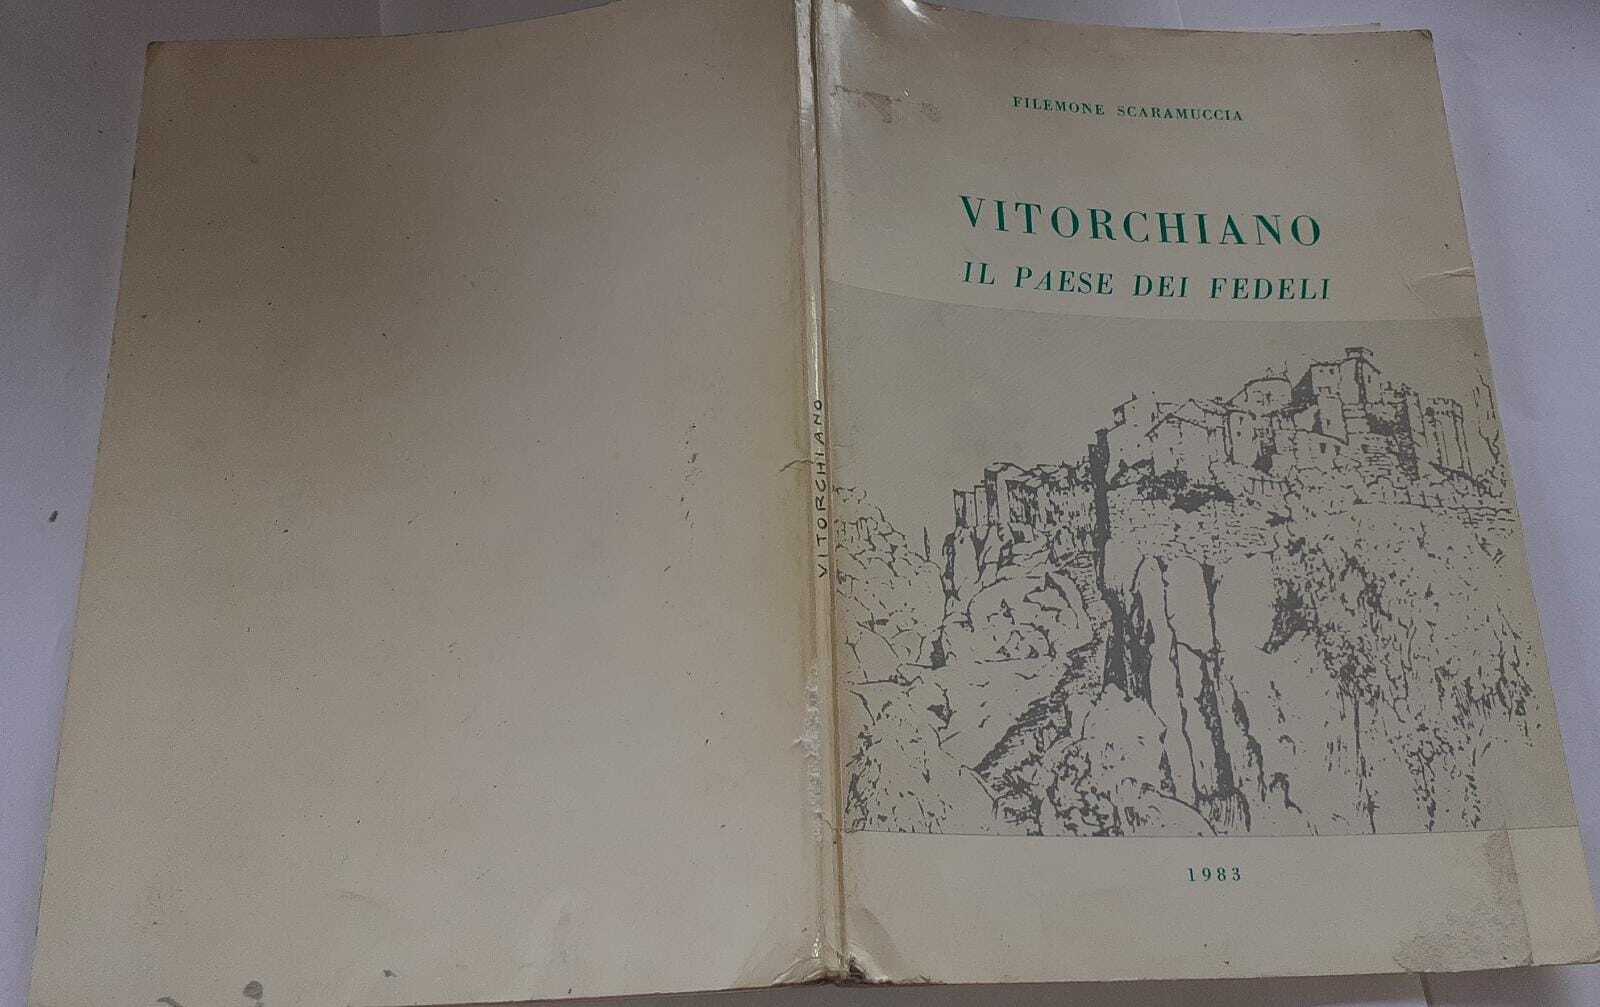 FILEMONE SCARAMUCCIA
VITORCHIANO
IL PAESE DEI FEDELI
1983
VITORCHIANO